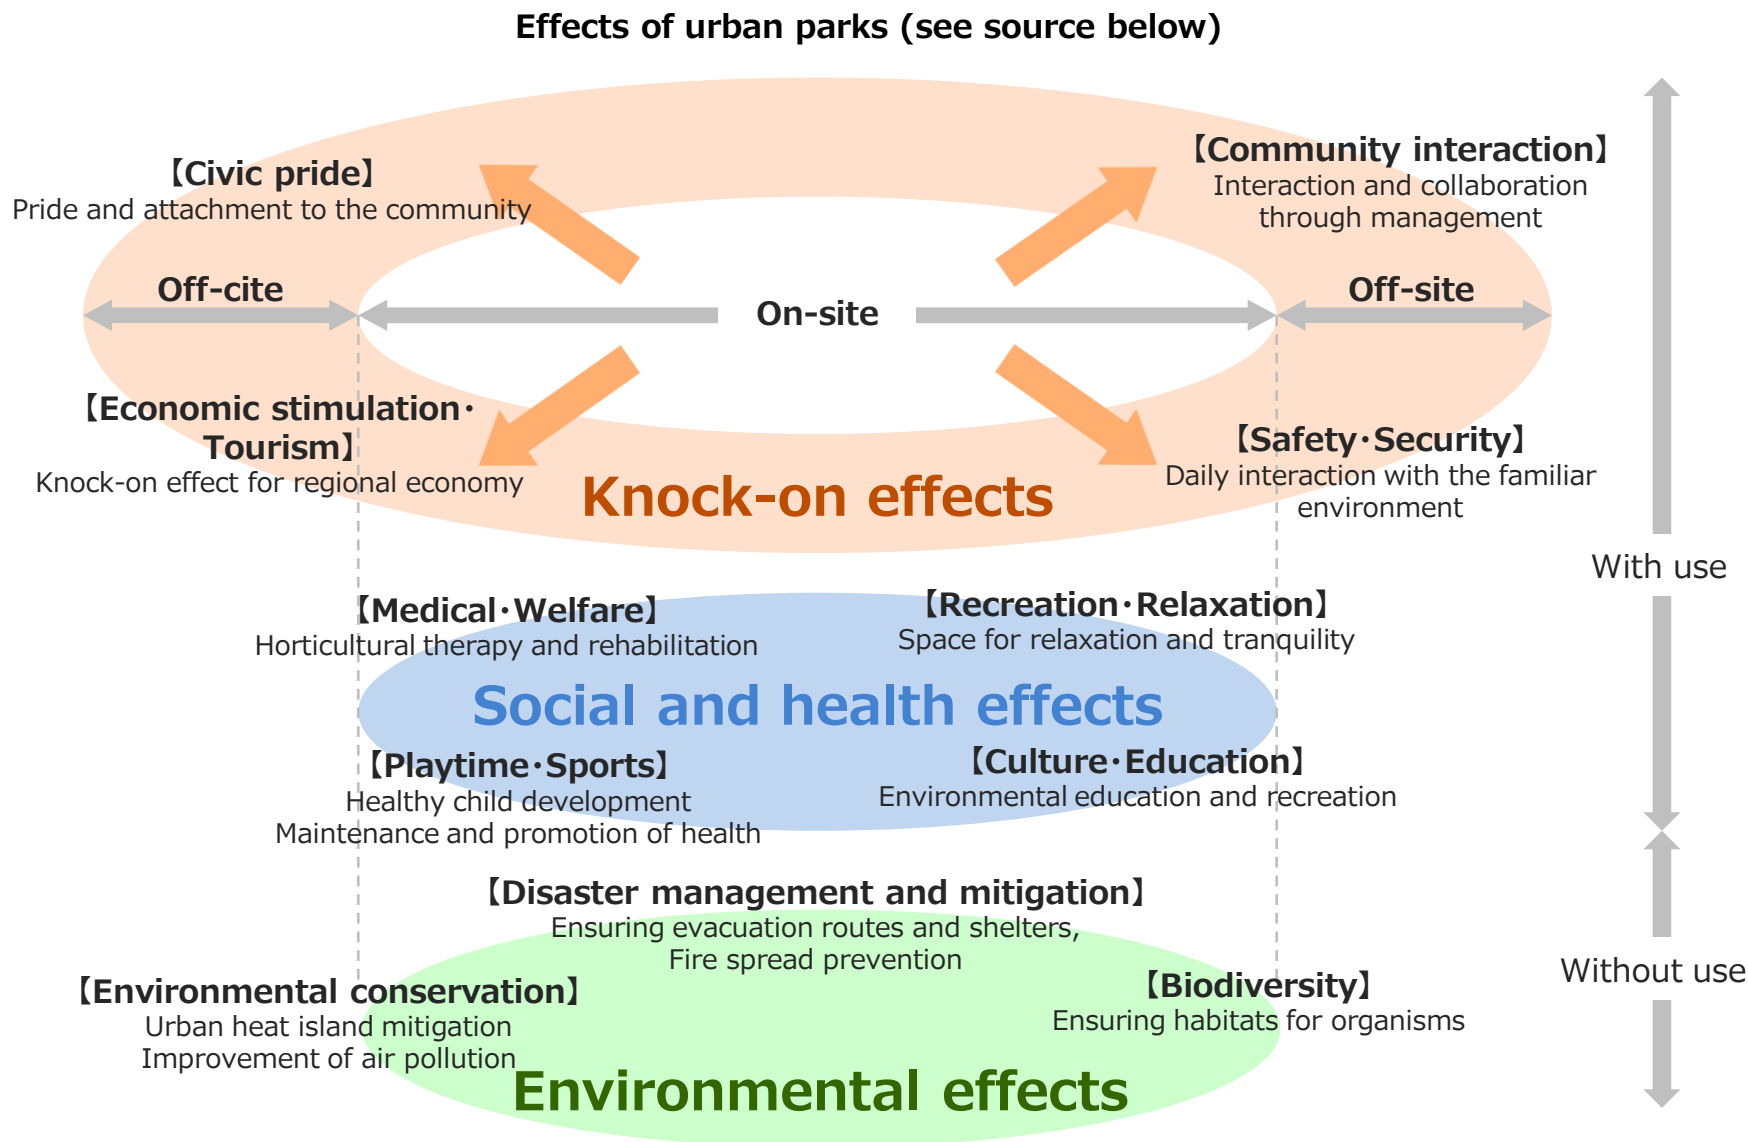 Effects of urban parks (see source below)
【Civic pride】
Pride and attachment to the community
【Community interaction】
Interaction and collaboration
through management
Off-cite
On-site
Off-site
【Economic stimulation・
Tourism】
Knock-on effect for regional economy
【Safety・Security】
Daily interaction with the familiar
environment
Knock-on effects
With use
【Medical・Welfare】
Horticultural therapy and rehabilitation
【Recreation・Relaxation】
Space for relaxation and tranquility
Social and health effects
【Playtime・Sports】
Healthy child development
Maintenance and promotion of health
【Culture・Education】
Environmental education and recreation
【Disaster management and mitigation】
Ensuring evacuation routes and shelters,
Fire spread prevention
【Environmental conservation】
Urban heat island mitigation
Improvement of air pollution
【Biodiversity】
Ensuring habitats for organisms
Without use
Environmental effects